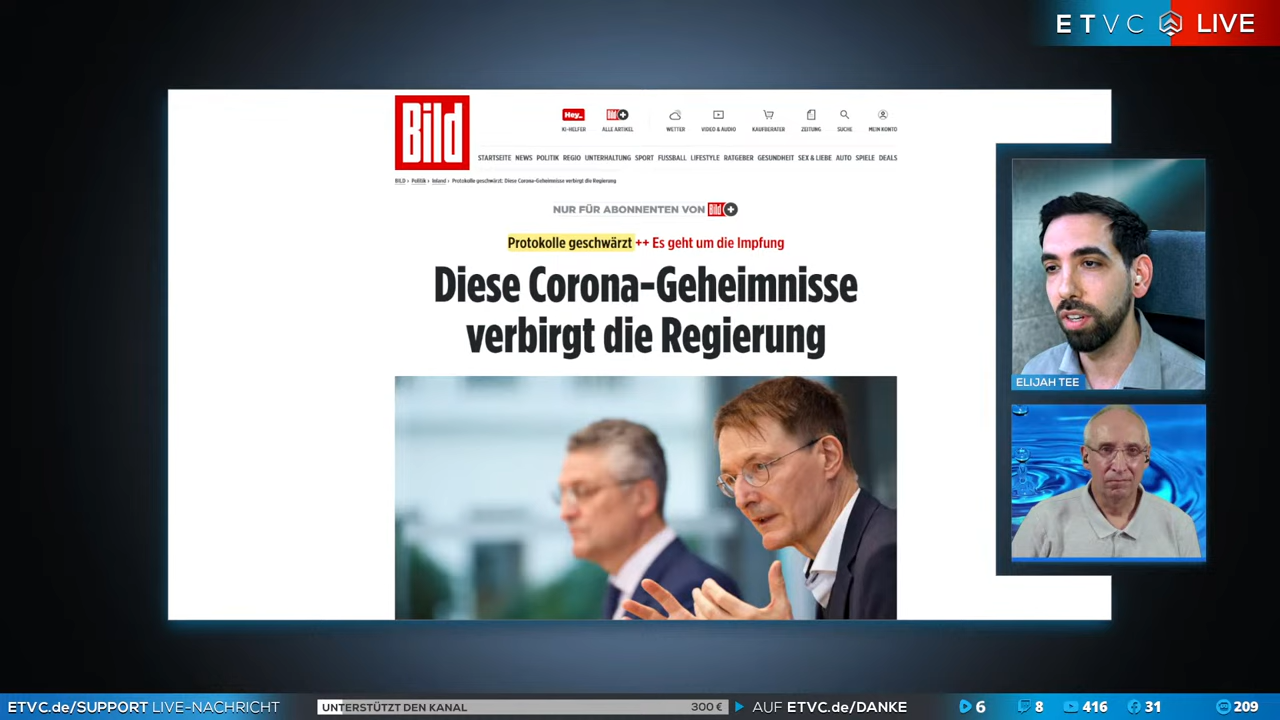 ETVC LIVE
Bild
Hey_
Bild+
KI-HELFER
ALLE ARTIKEL
WETTER
VIDEO & AUDIO
KAUFBERATER
ZEITUNG
SUCHE
MEIN KONTO
STARTSEITE NEWS POLITIK REGIO UNTERHALTUNG SPORT FUSSBALL LIFESTYLE RATGEBER GESUNDHEIT SEX & LIEBE AUTO SPIELE DEALS
BILD › Politik › Inland › Protokolle geschwärzt: Diese Corona-Geheimnisse verbirgt die Regierung
NUR FÜR ABONNENTEN VON Bild+
Protokolle geschwärzt ++ Es geht um die Impfung
Diese Corona-Geheimnisse
verbirgt die Regierung
ELIJAH TEE
ETVC.de/SUPPORT LIVE-NACHRICHT
UNTERSTÜTZT DEN KANAL 300 €
AUF ETVC.de/DANKE
6 8 416 31 209